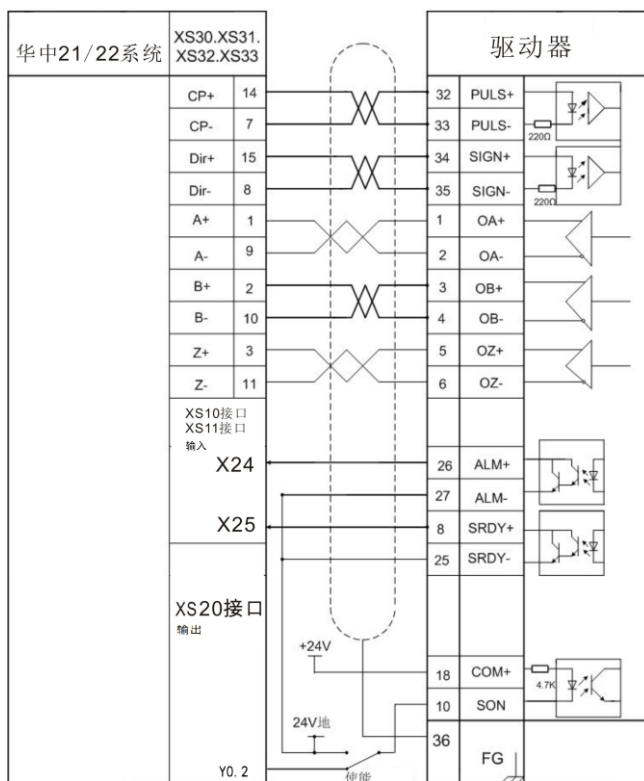 华中21/22系统
XS30.XS31.
XS32.XS33
驱动器
CP+ 14 32 PULS+
CP- 7 33 PULS-
220Ω
Dir+ 15 34 SIGN+
Dir- 8 35 SIGN-
220Ω
A+ 1 1 OA+
A- 9 2 OA-
B+ 2 3 OB+
B- 10 4 OB-
Z+ 3 5 OZ+
Z- 11 6 OZ-
XS10接口
XS11接口
输入
X24 26 ALM+
27 ALM-
X25 8 SRDY+
25 SRDY-
XS20接口
输出
+24V
18 COM+
4.7K
10 SON
24V地
36
FG
Y0.2
使能